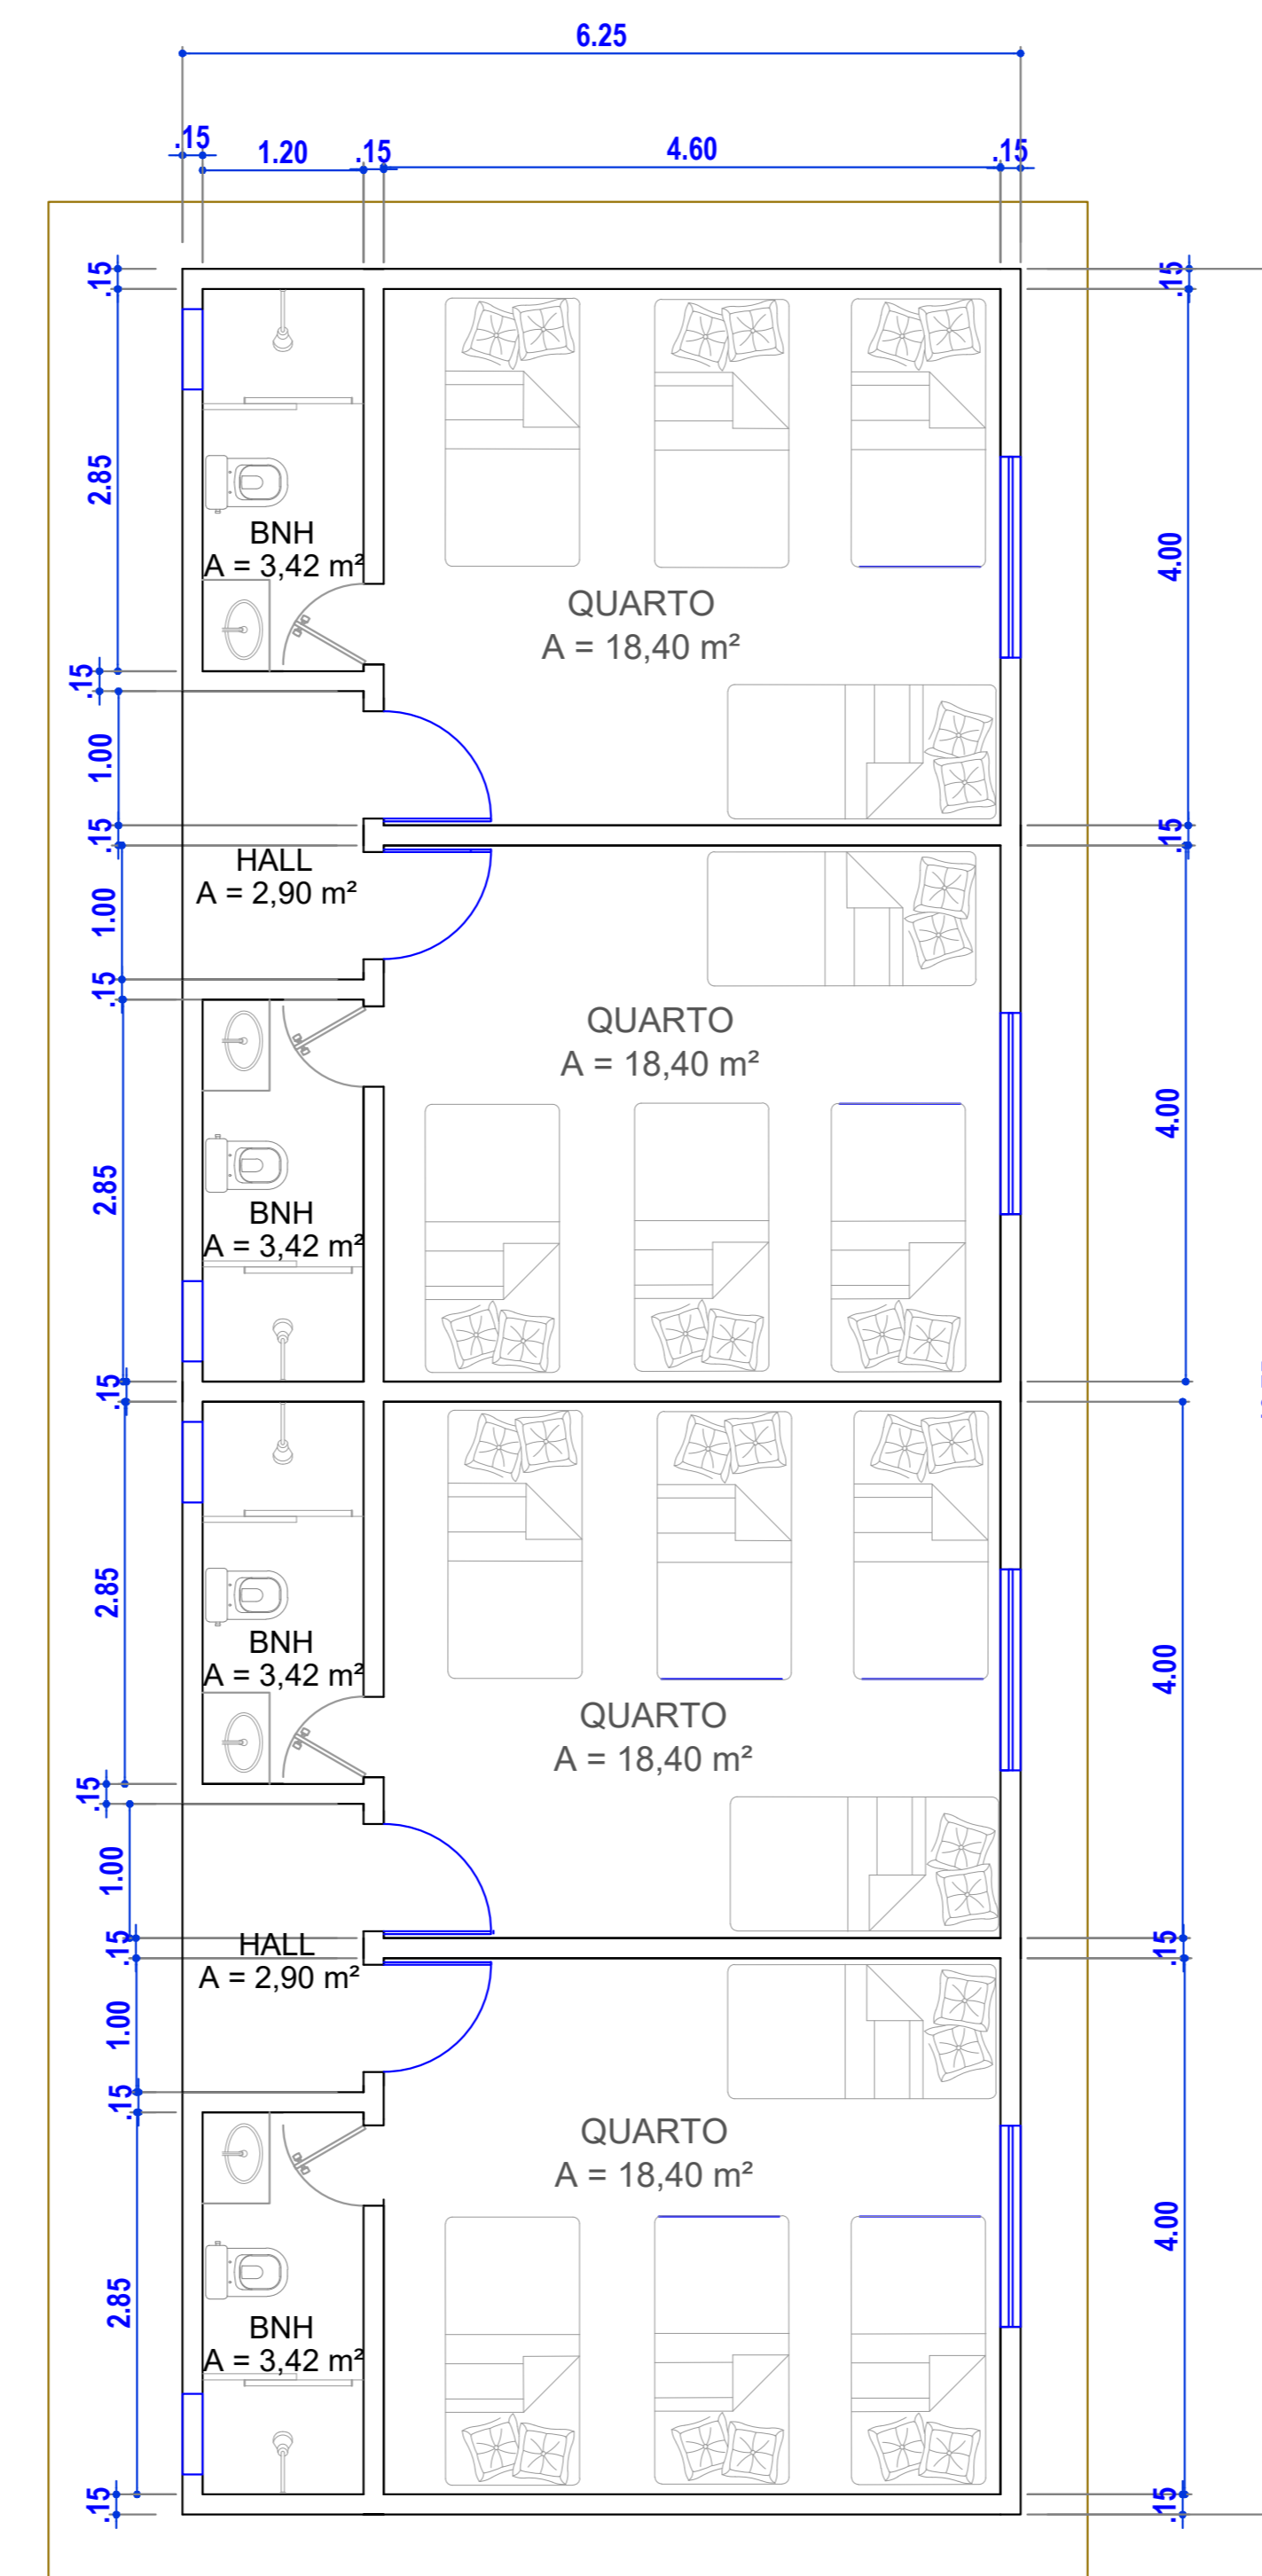 6.25
.15
1.20
.15
4.60
.15
.15
.15
2.85
4.00
BNH
A = 3,42 m²
QUARTO
A = 18,40 m²
.15
1.00
.15
.15
HALL
A = 2,90 m²
1.00
.15
QUARTO
A = 18,40 m²
4.00
2.85
BNH
A = 3,42 m²
.15
2.85
BNH
A = 3,42 m²
4.00
QUARTO
A = 18,40 m²
.15
1.00
.15
.15
HALL
A = 2,90 m²
1.00
.15
QUARTO
A = 18,40 m²
4.00
2.85
BNH
A = 3,42 m²
.15
.15